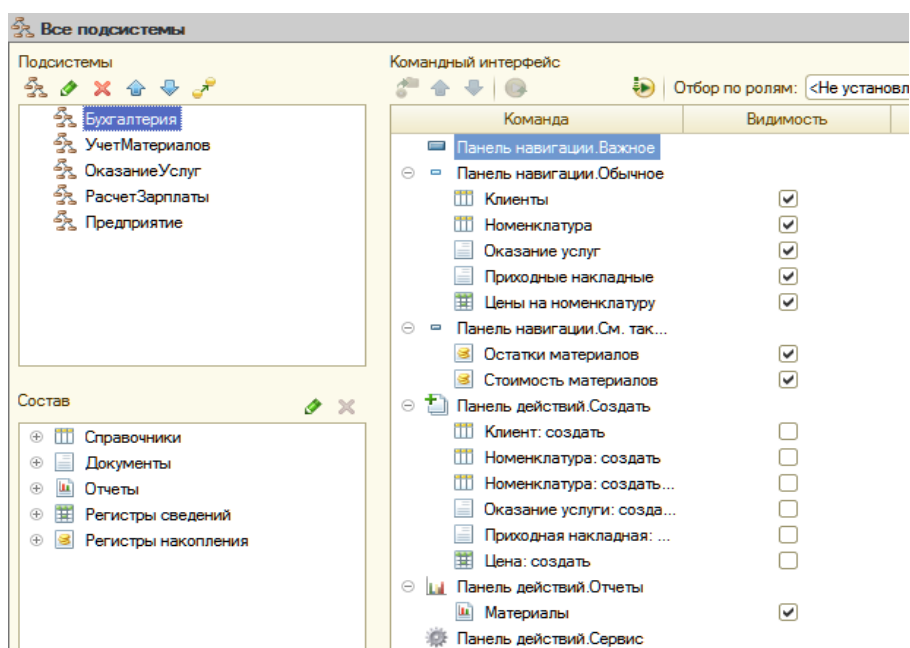 Все подсистемы
Подсистемы
Бухгалтерия
УчетМатериалов
ОказаниеУслуг
РасчетЗарплаты
Предприятие
Состав
Справочники
Документы
Отчеты
Регистры сведений
Регистры накопления
Командный интерфейс
Отбор по ролям: <Не установл
Команда Видимость
Панель навигации.Важное
Панель навигации.Обычное
Клиенты
Номенклатура
Оказание услуг
Приходные накладные
Цены на номенклатуру
Панель навигации.См. так...
Остатки материалов
Стоимость материалов
Панель действий.Создать
Клиент: создать
Номенклатура: создать
Номенклатура: создать...
Оказание услуги: созда...
Приходная накладная: ...
Цена: создать
Панель действий.Отчеты
Материалы
Панель действий.Сервис